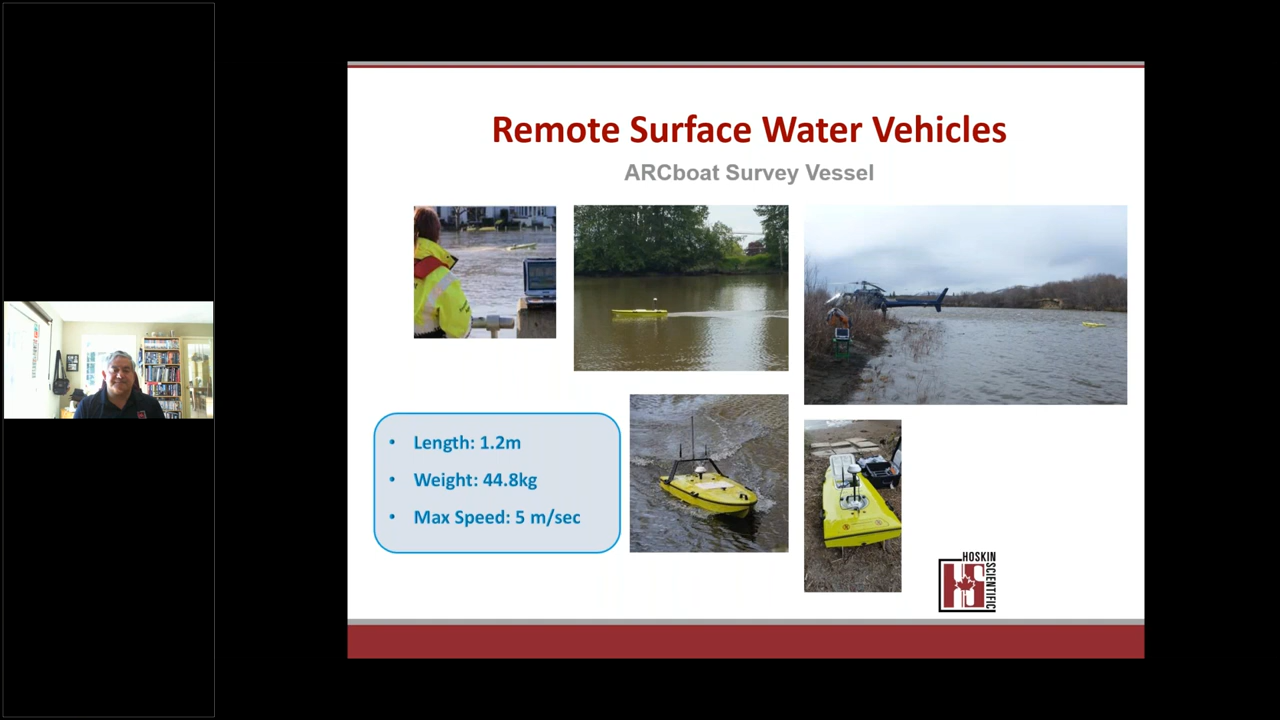 Remote Surface Water Vehicles
ARCboat Survey Vessel
• Length: 1.2m
• Weight: 44.8kg
• Max Speed: 5 m/sec
HOSKIN
SCIENTIFIC
HS